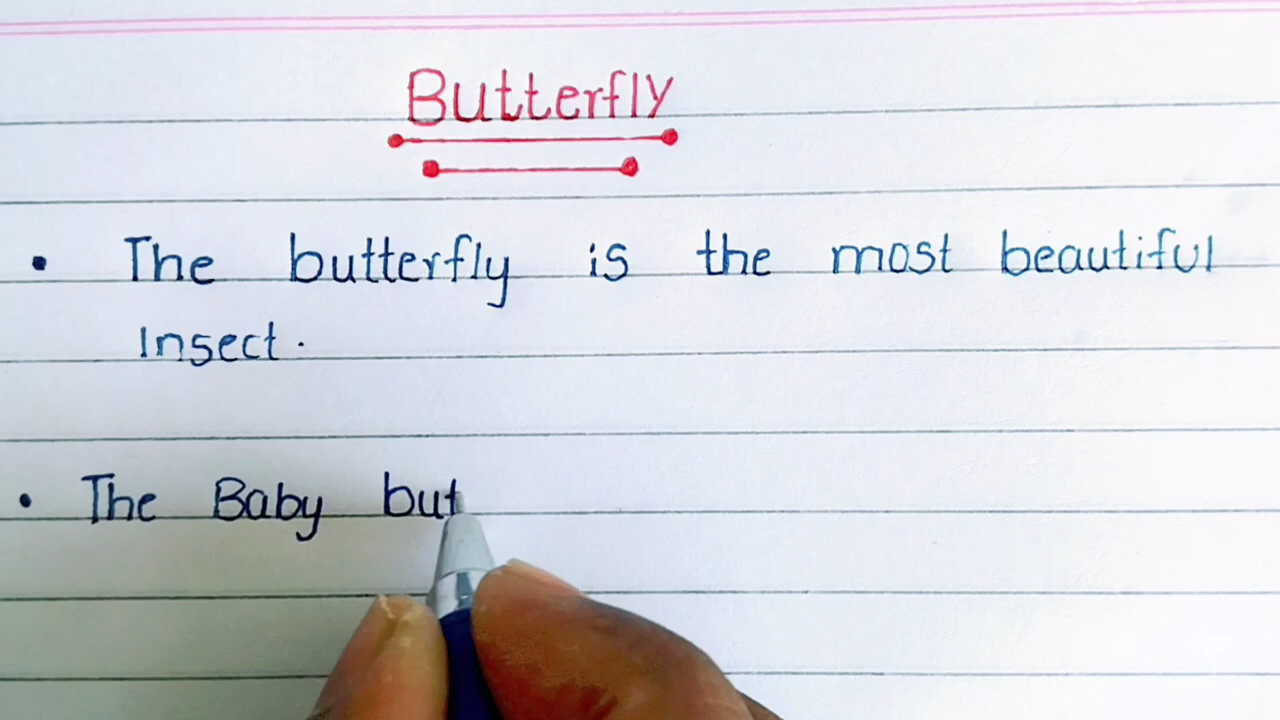 Butterfly
• The butterfly is the most beautiful
Insect.
• The Baby but